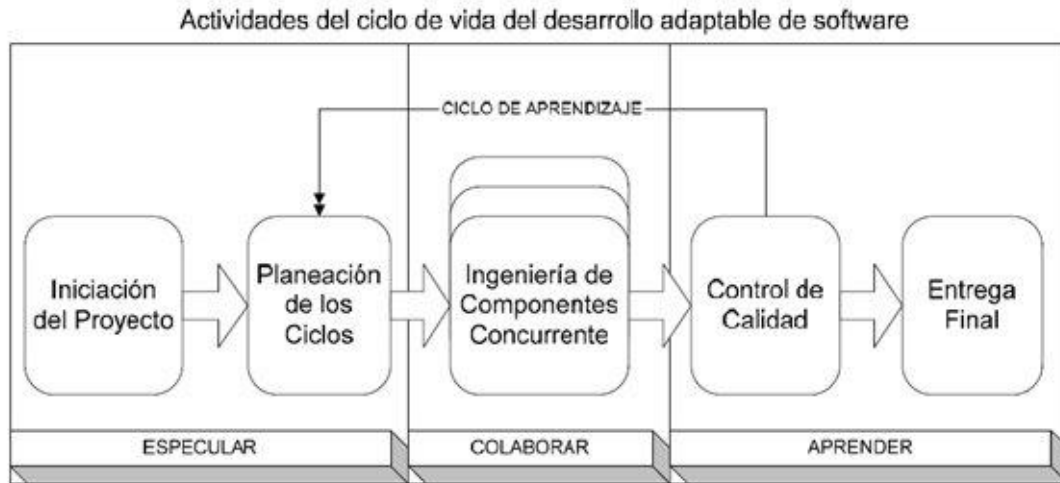 Actividades del ciclo de vida del desarrollo adaptable de software
CICLO DE APRENDIZAJE
Iniciación
del Proyecto
Planeación
de los
Ciclos
Ingeniería de
Componentes
Concurrente
Control de
Calidad
Entrega
Final
ESPECULAR
COLABORAR
APRENDER